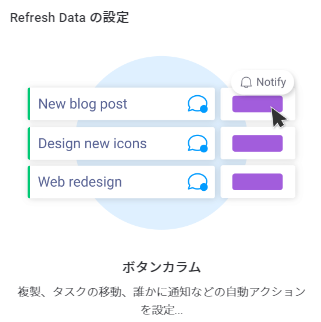 Refresh Data の設定
Notify
New blog post
Design new icons
Web redesign
ボタンカラム
複製、タスクの移動、誰かに通知などの自動アクション
を設定...